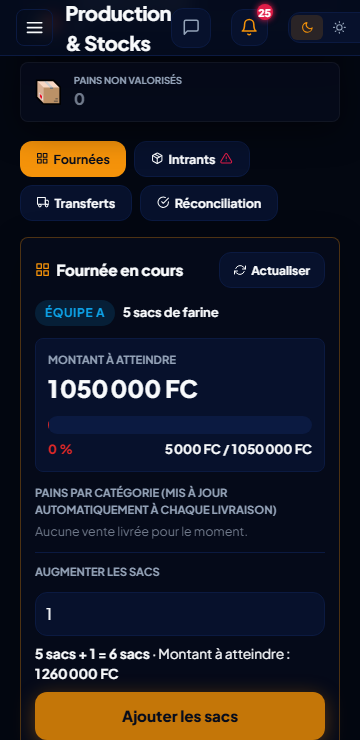 Production
& Stocks
25
PAINS NON VALORISÉS
0
Fournées
Intrants
Transferts
Réconciliation
Fournée en cours
Actualiser
ÉQUIPE A
5 sacs de farine
MONTANT À ATTEINDRE
1 050 000 FC
0 %
5 000 FC / 1 050 000 FC
PAINS PAR CATÉGORIE (MIS À JOUR
AUTOMATIQUEMENT À CHAQUE LIVRAISON)
Aucune vente livrée pour le moment.
AUGMENTER LES SACS
1
5 sacs + 1 = 6 sacs · Montant à atteindre :
1 260 000 FC
Ajouter les sacs